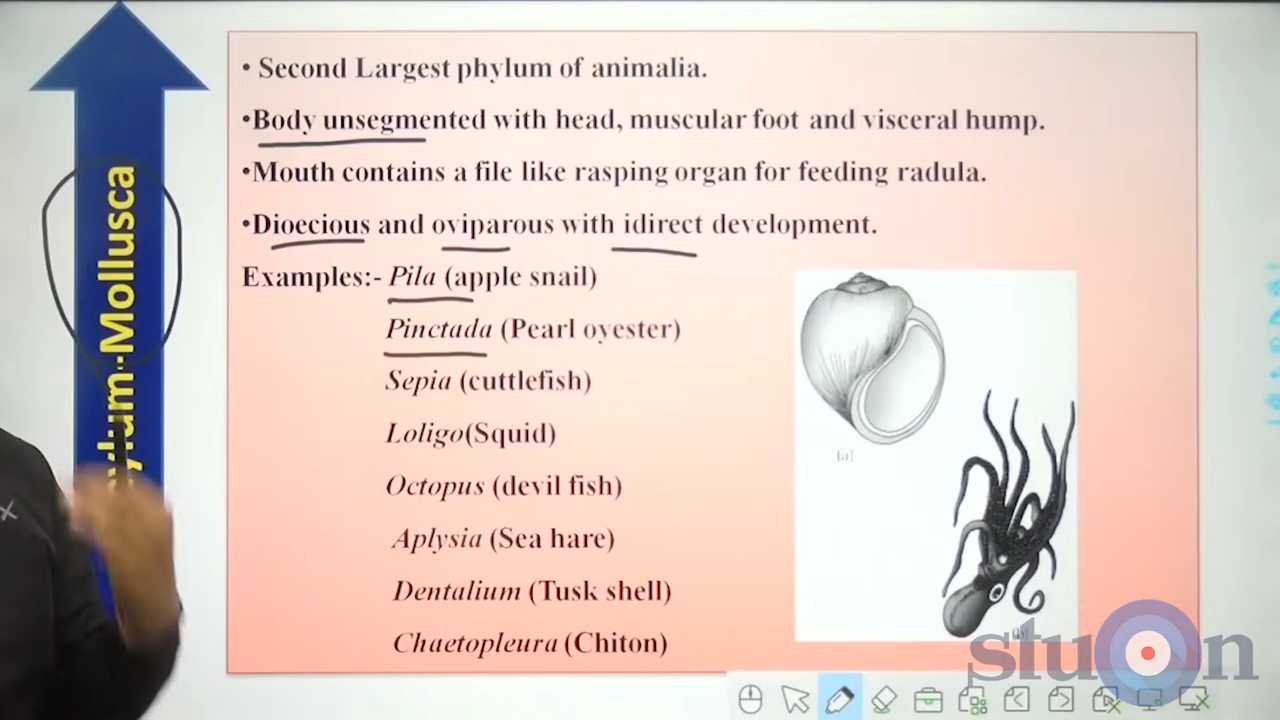 • Second Largest phylum of animalia.
•Body unsegmented with head, muscular foot and visceral hump.
•Mouth contains a file like rasping organ for feeding radula.
•Dioecious and oviparous with idirect development.
Examples:- Pila (apple snail)
Pinctada (Pearl oyester)
Sepia (cuttlefish)
Loligo(Squid)
Octopus (devil fish)
Aplysia (Sea hare)
Dentalium (Tusk shell)
Chaetopleura (Chiton)
ylum-Mollusca
(a)
(b)
stuon